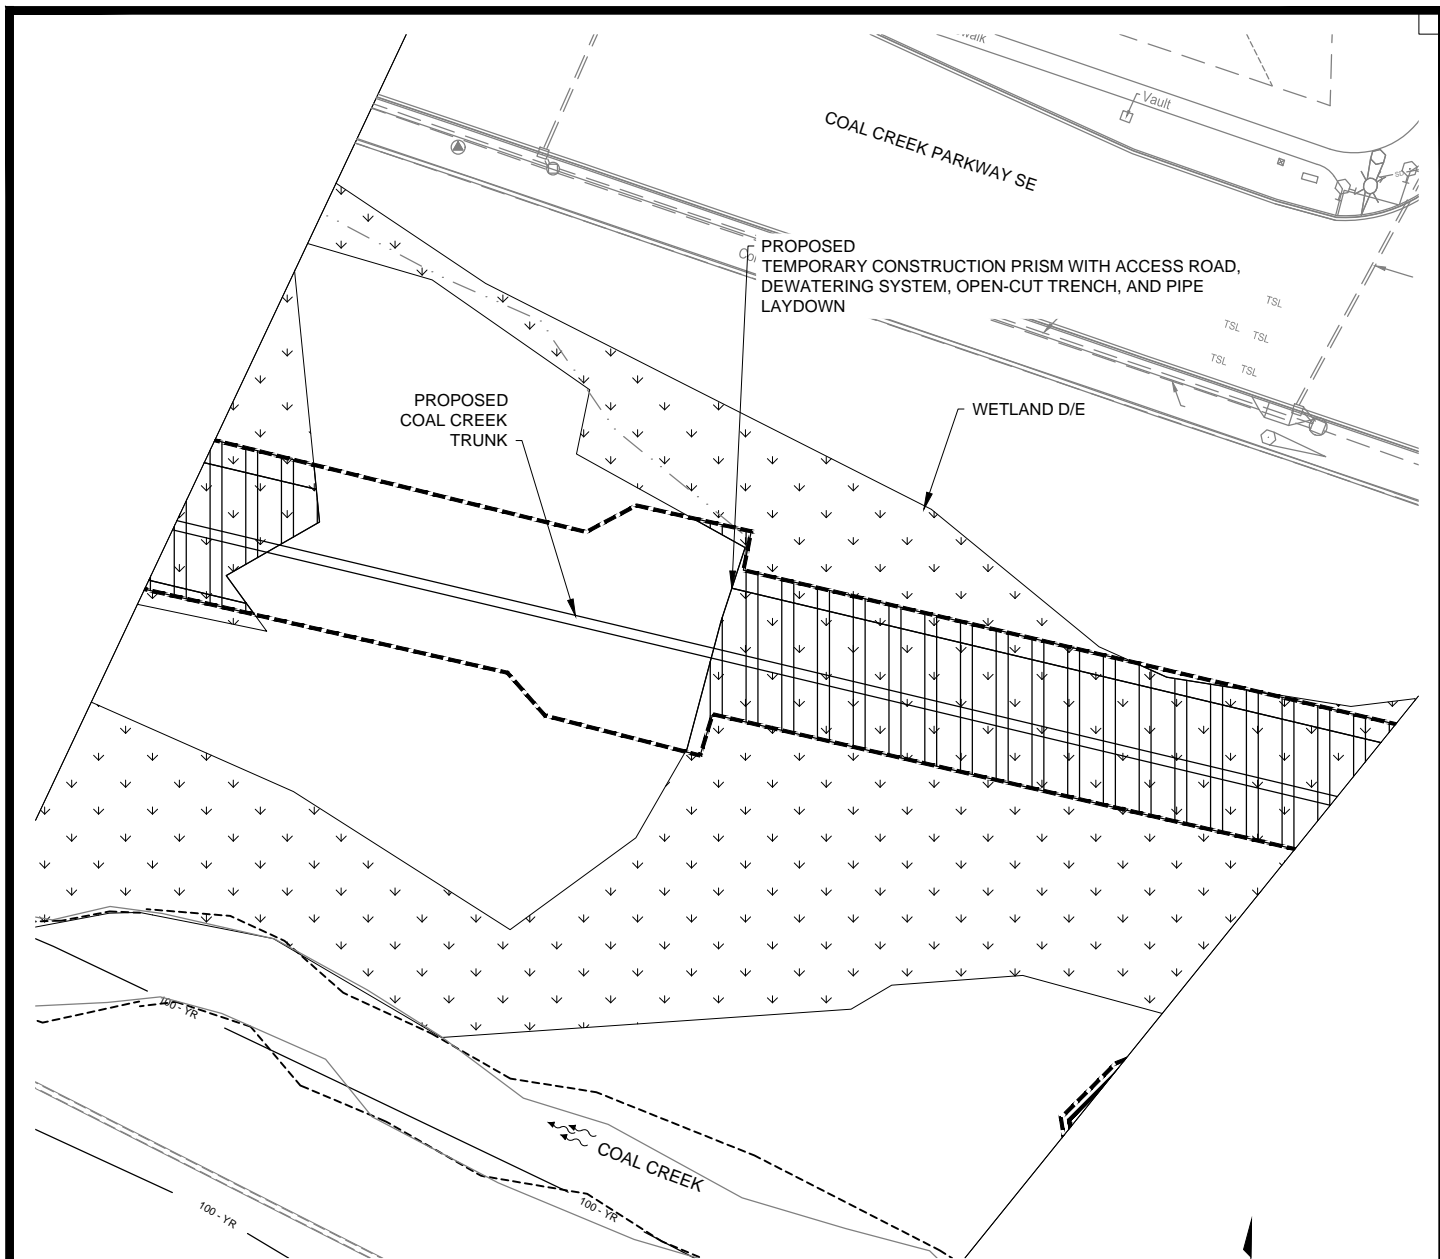 Vault
COAL CREEK PARKWAY SE
PROPOSED
TEMPORARY CONSTRUCTION PRISM WITH ACCESS ROAD,
DEWATERING SYSTEM, OPEN-CUT TRENCH, AND PIPE
LAYDOWN
TSL
TSL TSL
TSL TSL
PROPOSED
COAL CREEK
TRUNK
WETLAND D/E
100 - YR
COAL CREEK
100 - YR
100 - YR